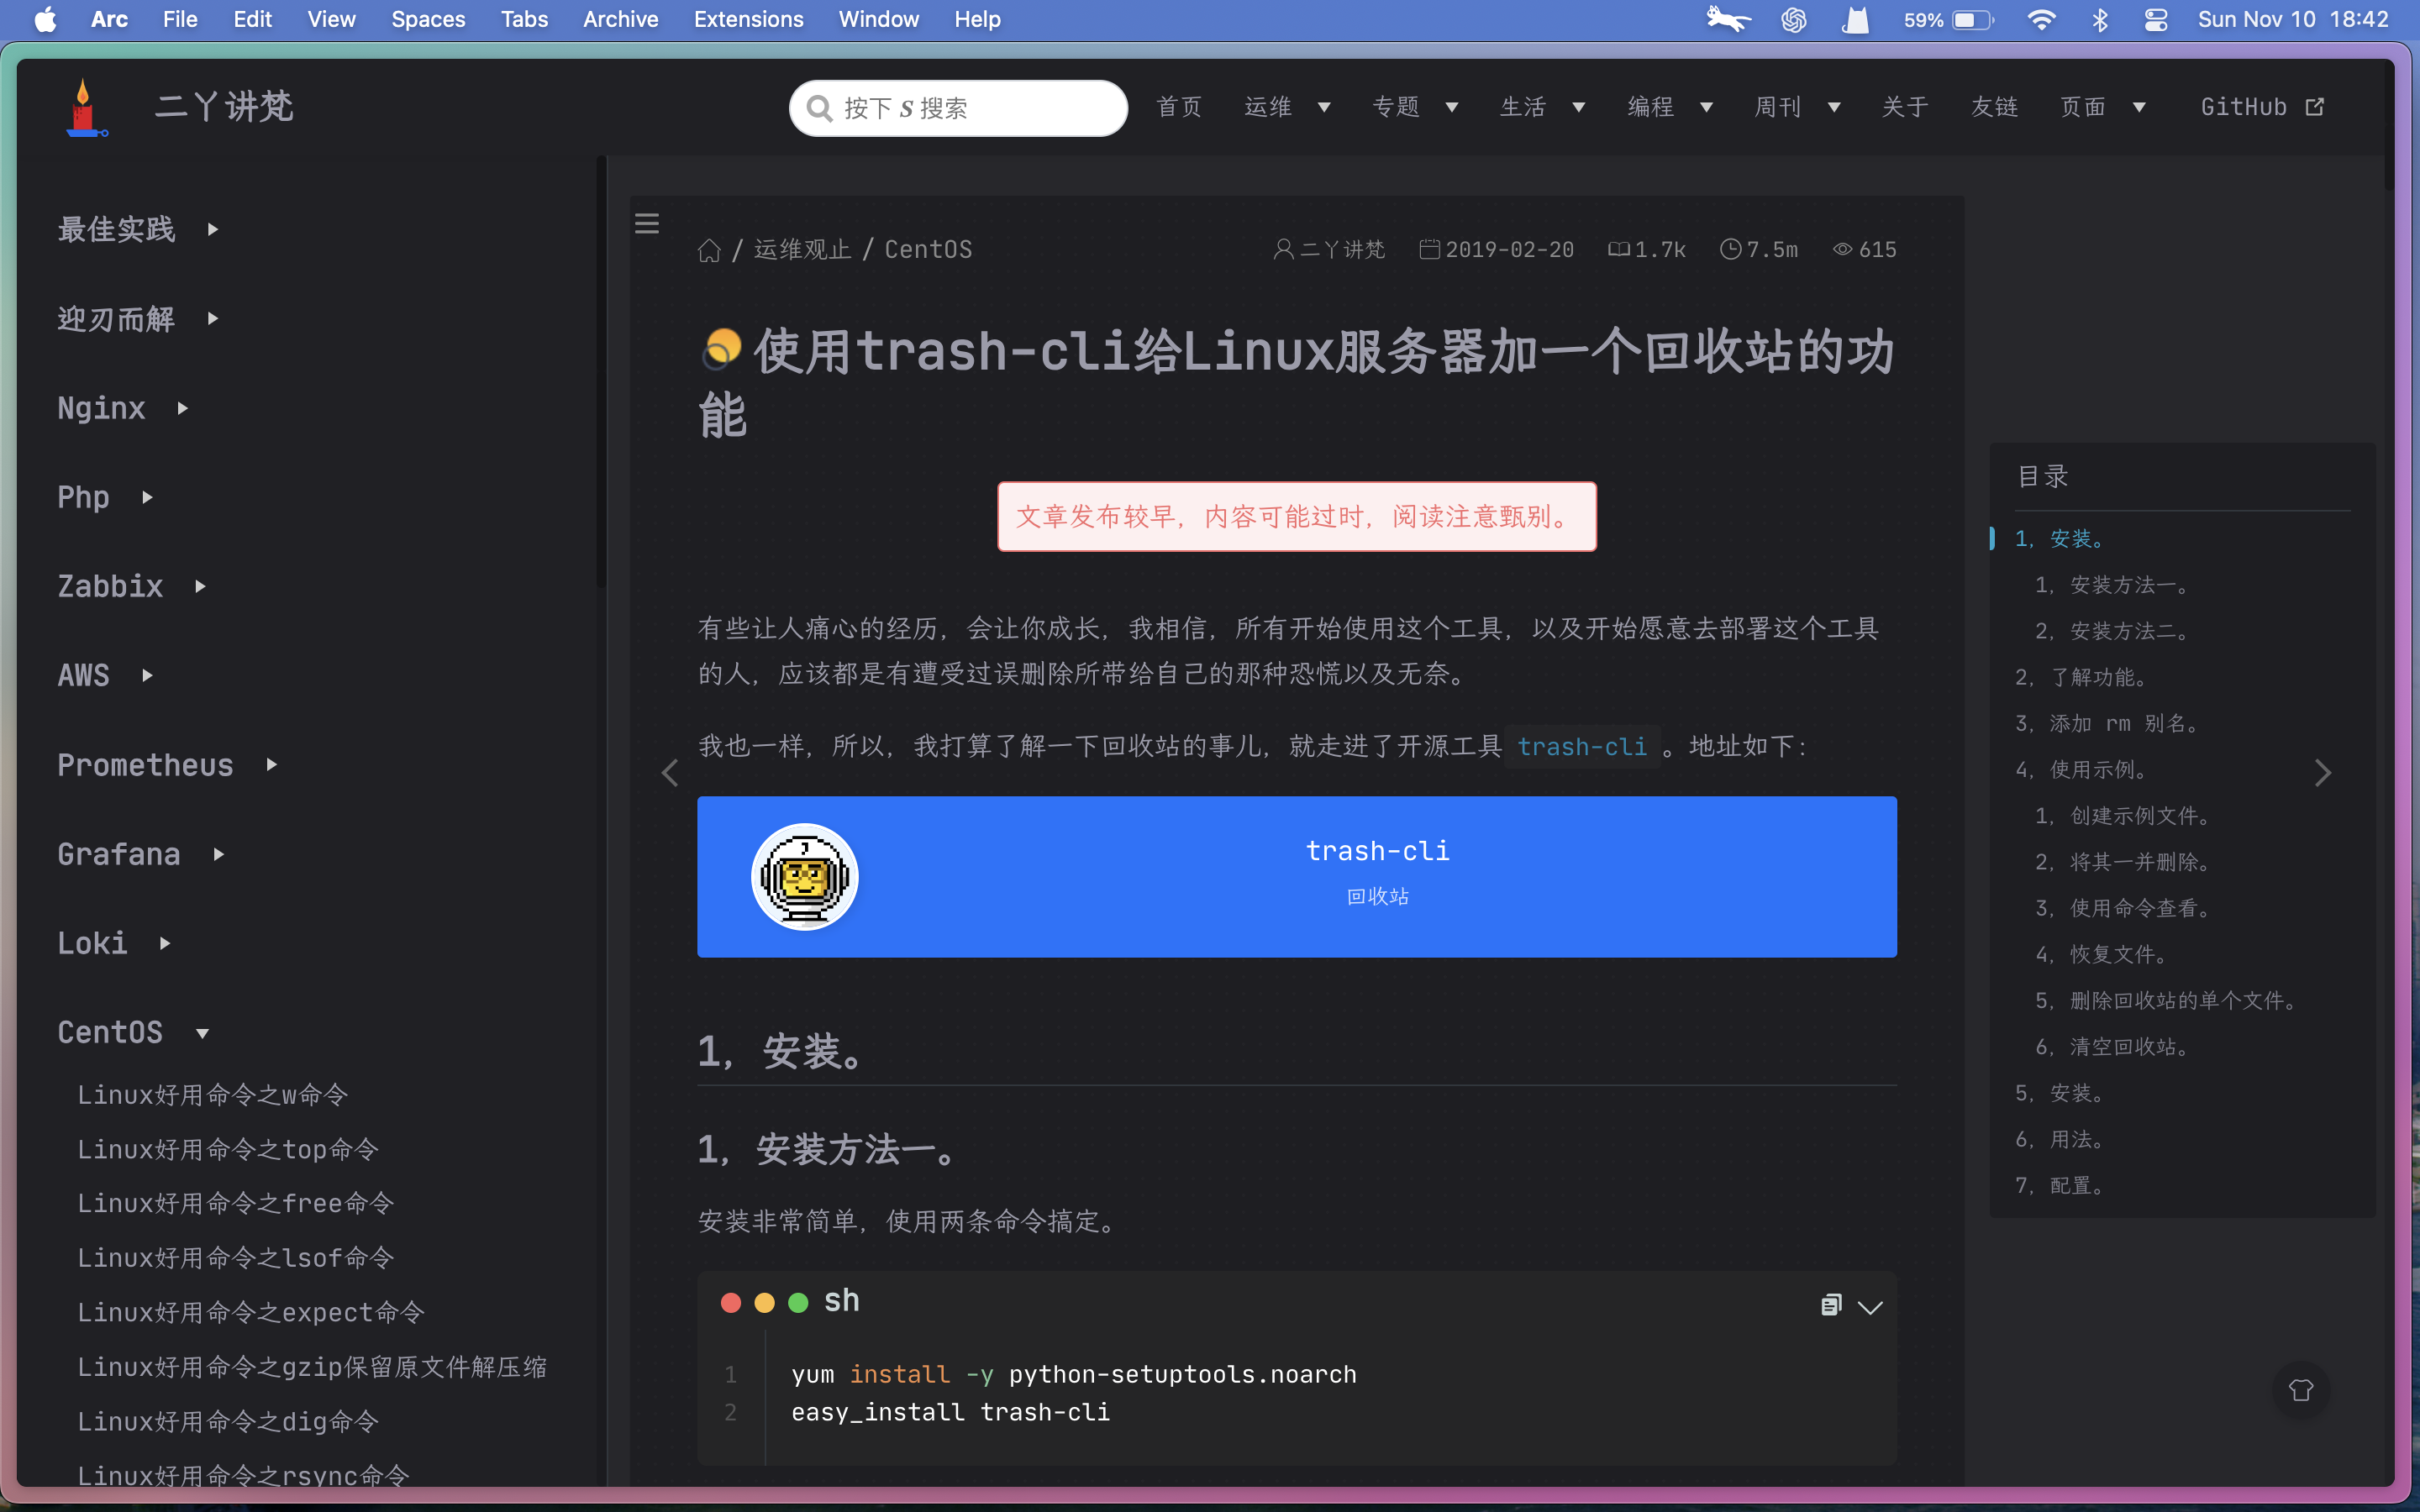 Arc File Edit View Spaces Tabs Archive Extensions Window Help 59% Sun Nov 10 18:42
二丫讲梵 按下 S 搜索 首页 运维 专题 生活 编程 周刊 关于 友链 页面 GitHub
最佳实践
迎刃而解
Nginx
Php
Zabbix
AWS
Prometheus
Grafana
Loki
CentOS
Linux好用命令之w命令
Linux好用命令之top命令
Linux好用命令之free命令
Linux好用命令之lsof命令
Linux好用命令之expect命令
Linux好用命令之gzip保留原文件解压缩
Linux好用命令之dig命令
Linux好用命令之rsync命令
/ 运维观止 / CentOS 二丫讲梵 2019-02-20 1.7k 7.5m 615
使用trash-cli给Linux服务器加一个回收站的功
能
文章发布较早，内容可能过时，阅读注意甄别。
有些让人痛心的经历，会让你成长，我相信，所有开始使用这个工具，以及开始愿意去部署这个工具
的人，应该都是有遭受过误删除所带给自己的那种恐慌以及无奈。
我也一样，所以，我打算了解一下回收站的事儿，就走进了开源工具 trash-cli 。地址如下：
trash-cli
回收站
1，安装。
1，安装方法一。
安装非常简单，使用两条命令搞定。
sh
1 yum install -y python-setuptools.noarch
2 easy_install trash-cli
目录
1，安装。
1，安装方法一。
2，安装方法二。
2，了解功能。
3，添加 rm 别名。
4，使用示例。
1，创建示例文件。
2，将其一并删除。
3，使用命令查看。
4，恢复文件。
5，删除回收站的单个文件。
6，清空回收站。
5，安装。
6，用法。
7，配置。